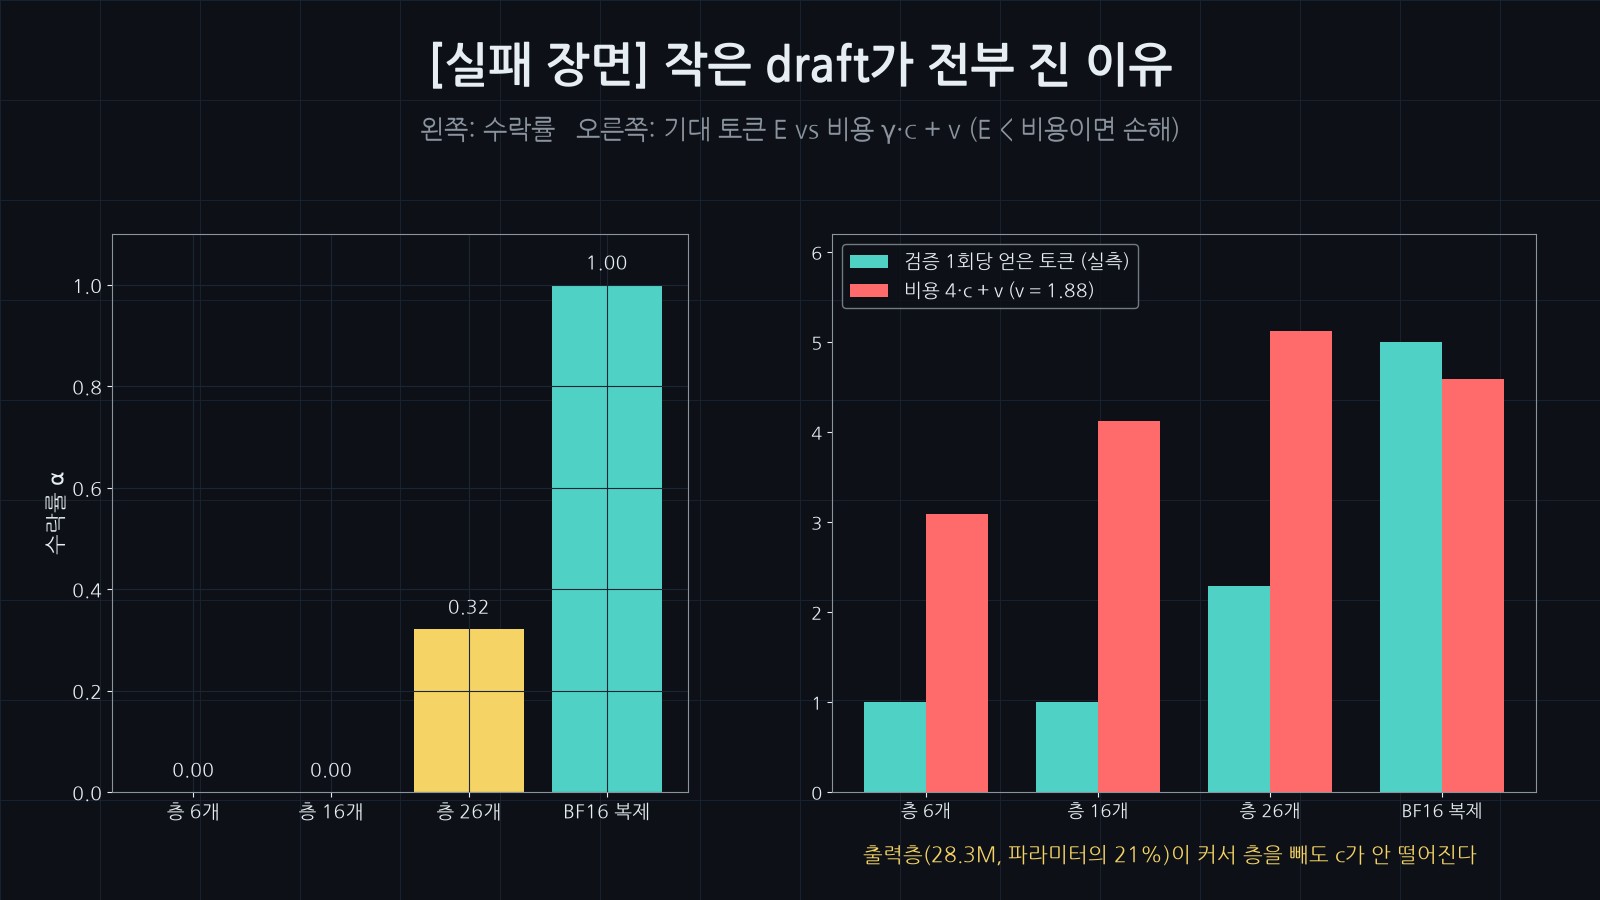 [실패 장면] 작은 draft가 전부 진 이유
왼쪽: 수락률   오른쪽: 기대 토큰 E vs 비용 γ·c + v (E < 비용이면 손해)
수락률 α
1.0
0.8
0.6
0.4
0.2
0.0
0.00
0.00
0.32
1.00
층 6개
층 16개
층 26개
BF16 복제
검증 1회당 얻은 토큰 (실측)
비용 4·c + v (v = 1.88)
6
5
4
3
2
1
0
층 6개
층 16개
층 26개
BF16 복제
출력층(28.3M, 파라미터의 21%)이 커서 층을 빼도 c가 안 떨어진다